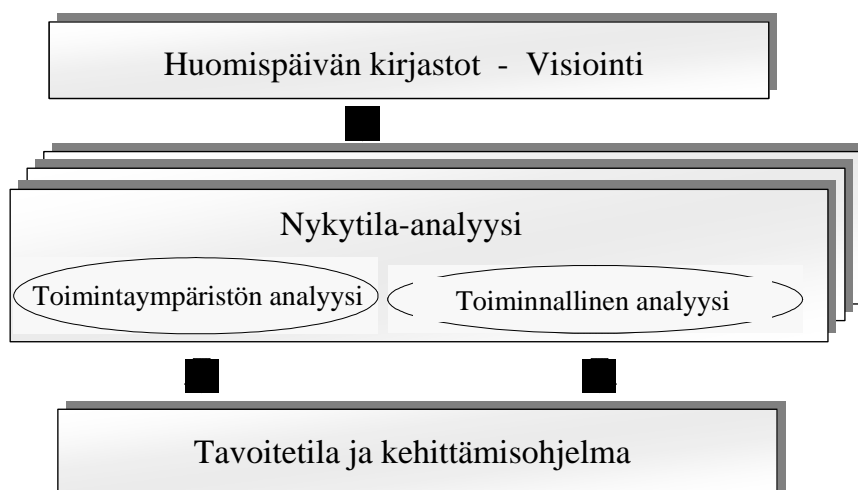 Huomispäivän kirjastot - Visiointi
Nykytila-analyysi
Toimintaympäristön analyysi
Toiminnallinen analyysi
Tavoitetila ja kehittämisohjelma